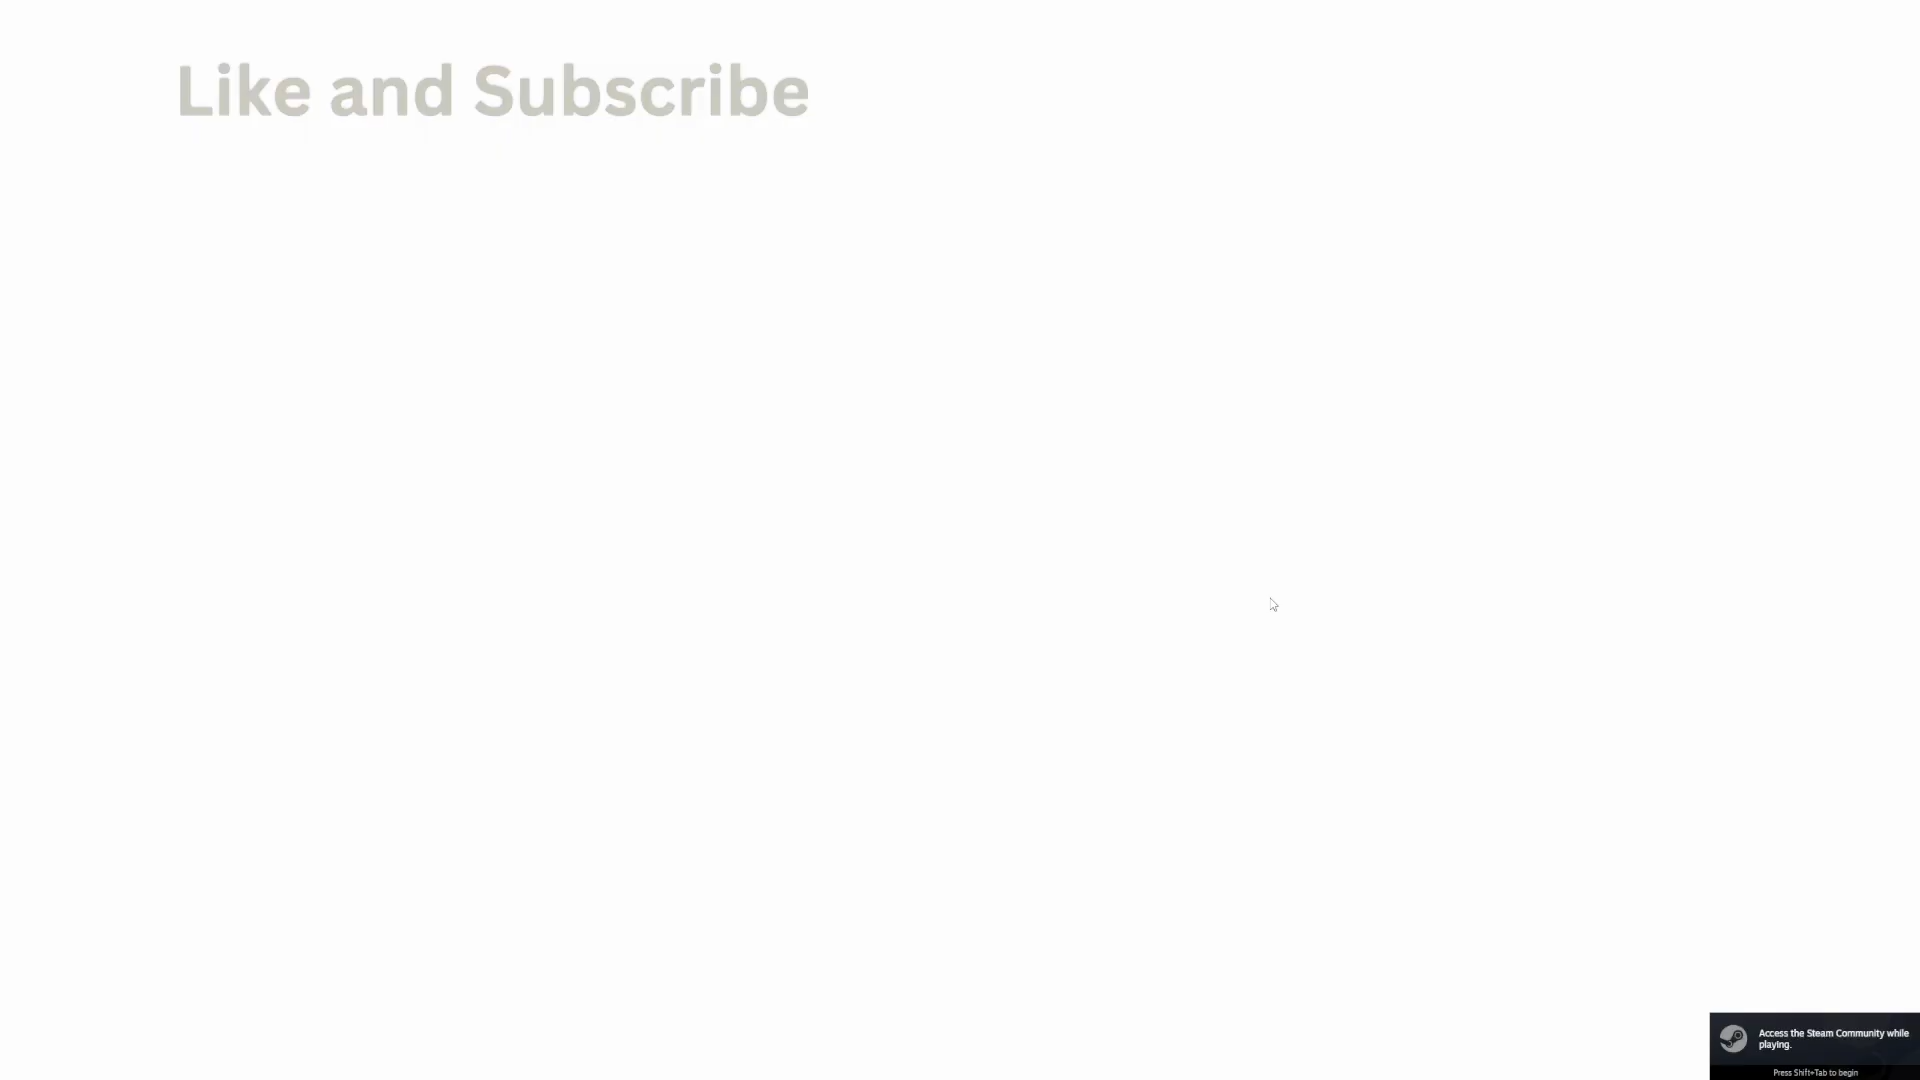 Like and Subscribe
Access the Steam Community while
playing.
Press Shift+Tab to begin